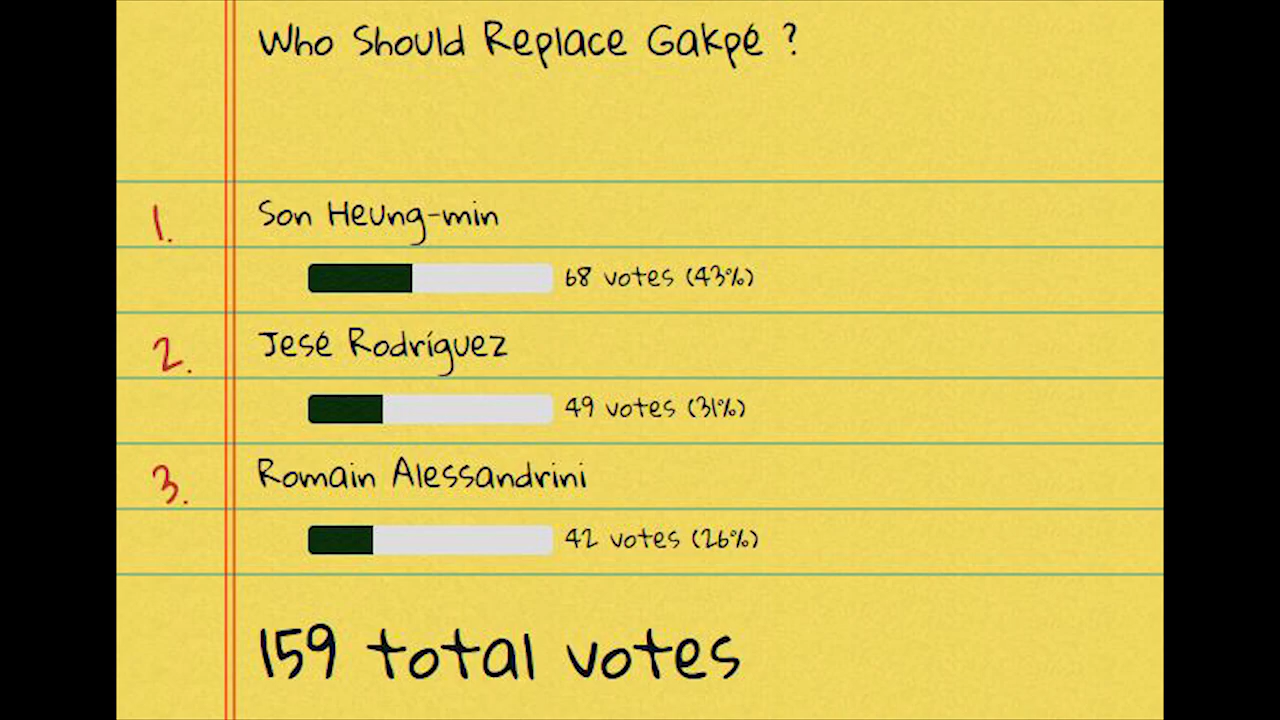 Who Should Replace Gakpé ?
1. Son Heung-min
68 votes (43%)
2. Jesé Rodríguez
49 votes (31%)
3. Romain Alessandrini
42 votes (26%)
159 total votes